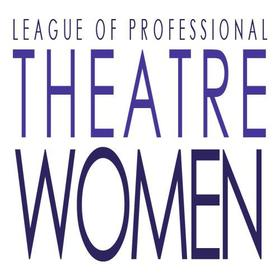 LEAGUE OF PROFESSIONAL
THEATRE
WOMEN